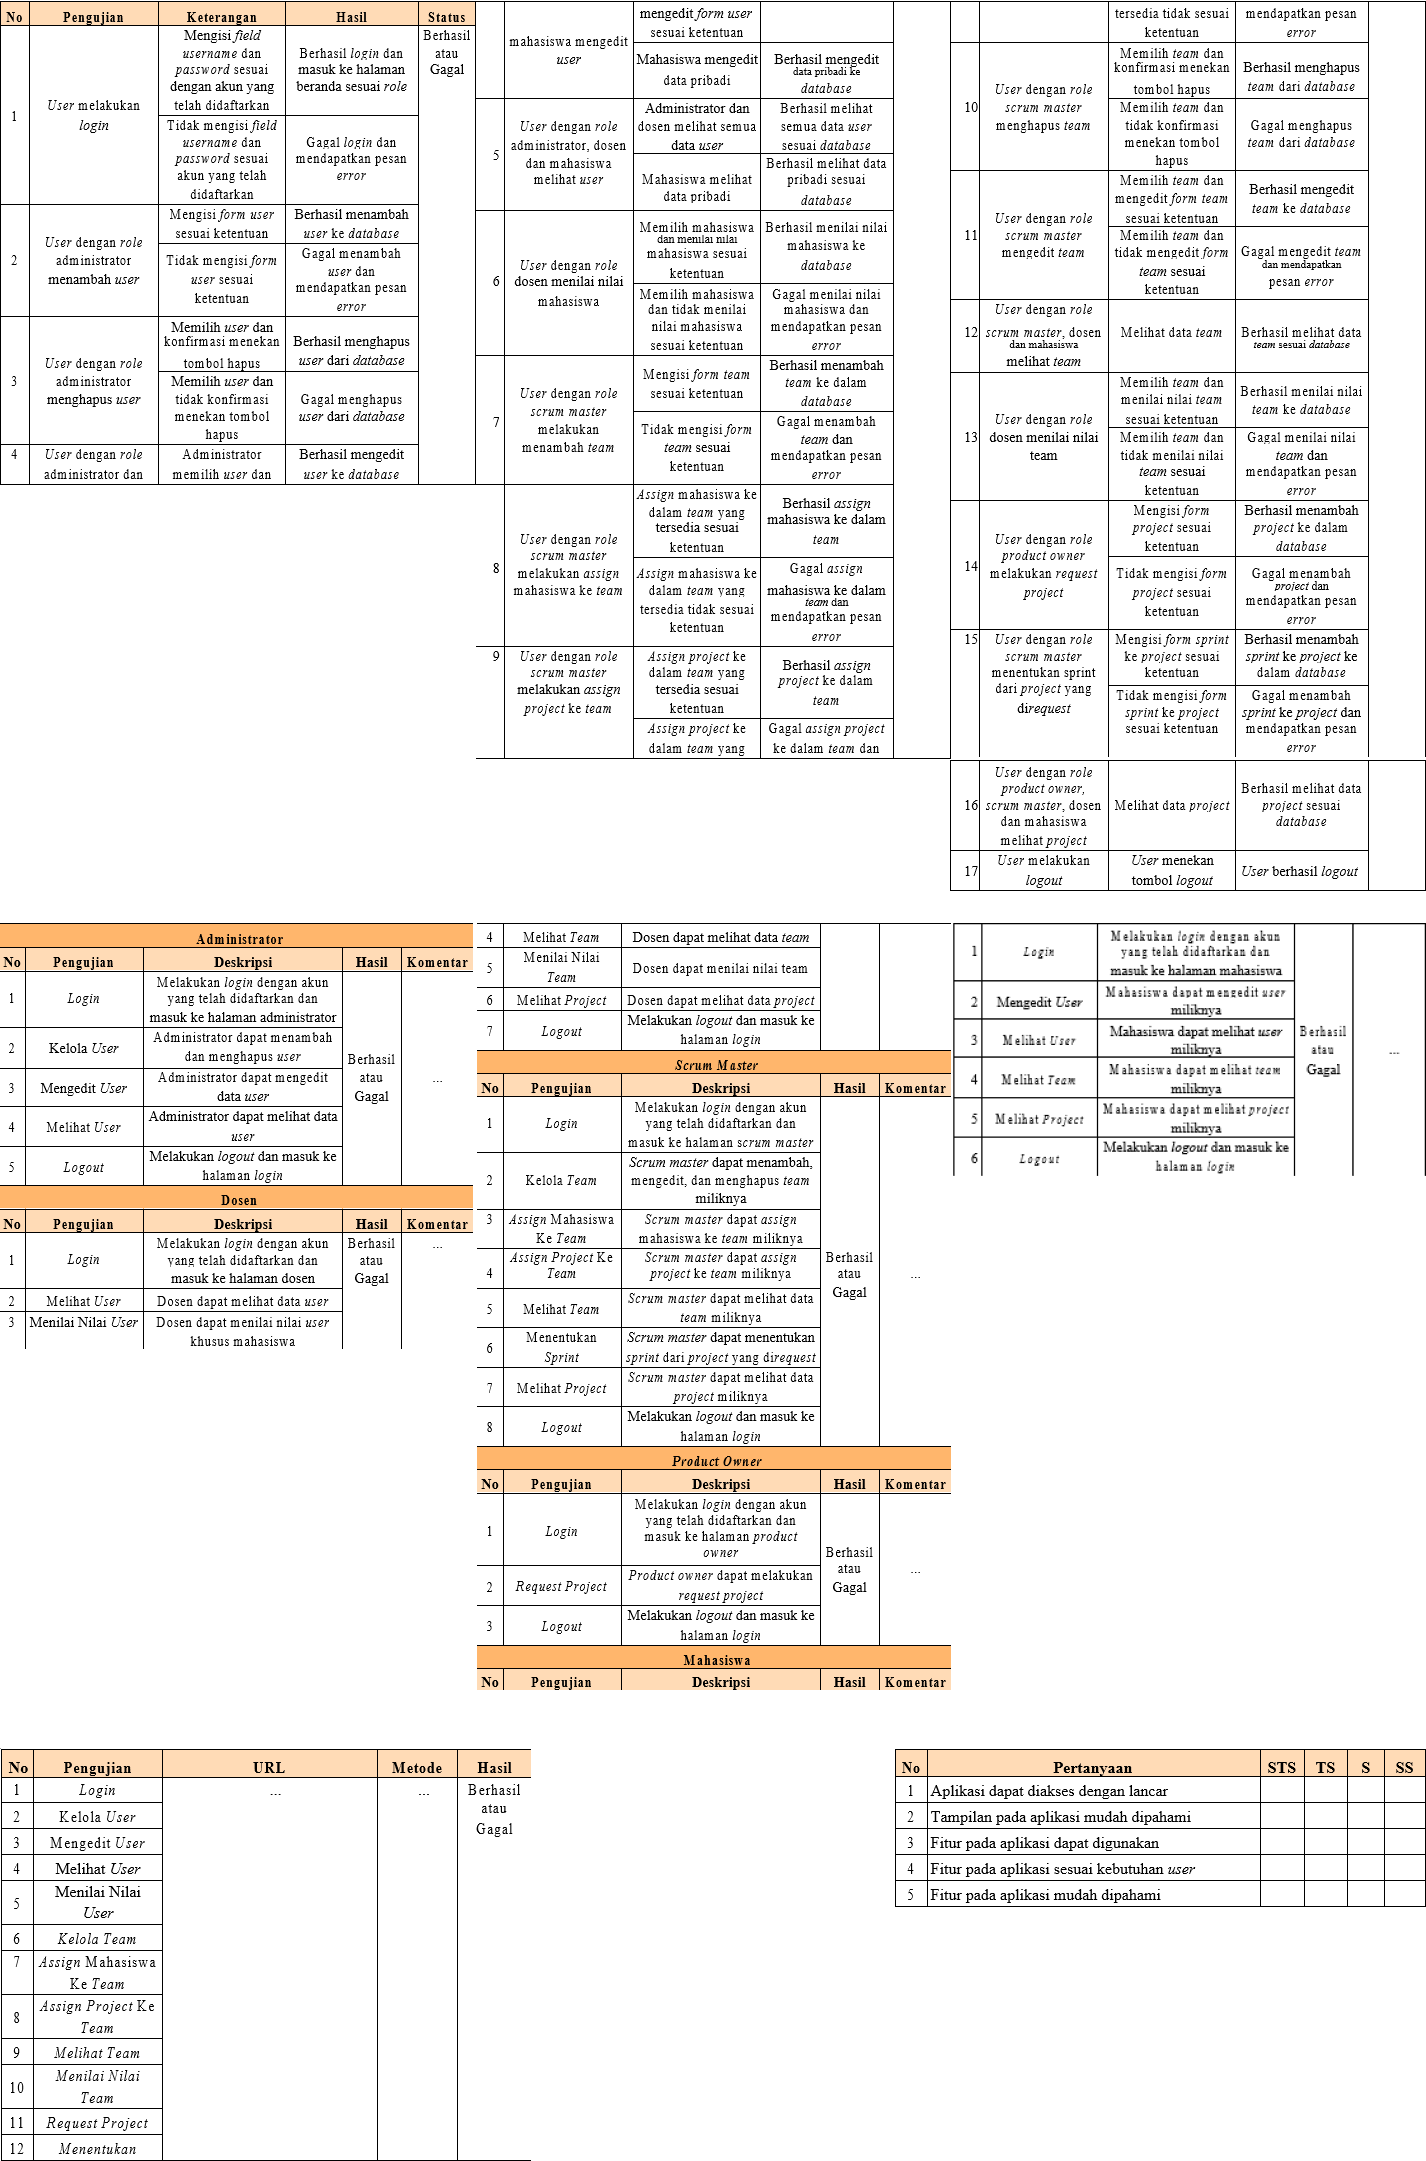 No Pengujian Keterangan Hasil Status
1 User melakukan login
Mengisi field
username dan
password sesuai
dengan akun yang
telah didaftarkan
Berhasil login dan
masuk ke halaman
beranda sesuai role
Berhasil
atau
Gagal
Tidak mengisi field
username dan
password sesuai
akun yang telah
didaftarkan
Gagal login dan
mendapatkan pesan
error
2
User dengan role
administrator
menambah user
Mengisi form user
sesuai ketentuan
Berhasil menambah
user ke database
Tidak mengisi form
user sesuai
ketentuan
Gagal menambah
user dan
mendapatkan pesan
error
3
User dengan role
administrator
menghapus user
Memilih user dan
konfirmasi menekan
tombol hapus
Berhasil menghapus
user dari database
Memilih user dan
tidak konfirmasi
menekan tombol
hapus
Gagal menghapus
user dari database
4
User dengan role
administrator dan
Administrator
memilih user dan
Berhasil mengedit
user ke database
mahasiswa mengedit
user
mengedit form user
sesuai ketentuan
Mahasiswa mengedit
data pribadi
Berhasil mengedit
data pribadi ke
database
5
User dengan role
administrator, dosen
dan mahasiswa
melihat user
Administrator dan
dosen melihat semua
data user
Berhasil melihat
semua data user
sesuai database
Mahasiswa melihat
data pribadi
Berhasil melihat data
pribadi sesuai
database
6
User dengan role
dosen menilai nilai
mahasiswa
Memilih mahasiswa
dan menilai nilai
mahasiswa sesuai
ketentuan
Berhasil menilai nilai
mahasiswa ke
database
Memilih mahasiswa
dan tidak menilai
nilai mahasiswa
sesuai ketentuan
Gagal menilai nilai
mahasiswa dan
mendapatkan pesan
error
7
User dengan role
scrum master
melakukan
menambah team
Mengisi form team
sesuai ketentuan
Berhasil menambah
team ke dalam
database
Tidak mengisi form
team sesuai
ketentuan
Gagal menambah
team dan
mendapatkan pesan
error
8
User dengan role
scrum master
melakukan assign
mahasiswa ke team
Assign mahasiswa ke
dalam team yang
tersedia sesuai
ketentuan
Berhasil assign
mahasiswa ke dalam
team
Assign mahasiswa ke
dalam team yang
tersedia tidak sesuai
ketentuan
Gagal assign
mahasiswa ke dalam
team dan
mendapatkan pesan
error
9
User dengan role
scrum master
melakukan assign
project ke team
Assign project ke
dalam team yang
tersedia sesuai
ketentuan
Berhasil assign
project ke dalam
team
Assign project ke
dalam team yang
Gagal assign project
ke dalam team dan
tersedia tidak sesuai
ketentuan
mendapatkan pesan
error
10
User dengan role
scrum master
menghapus team
Memilih team dan
konfirmasi menekan
tombol hapus
Berhasil menghapus
team dari database
Memilih team dan
tidak konfirmasi
menekan tombol
hapus
Gagal menghapus
team dari database
11
User dengan role
scrum master
mengedit team
Memilih team dan
mengedit form team
sesuai ketentuan
Berhasil mengedit
team ke database
Memilih team dan
tidak mengedit form
team sesuai
ketentuan
Gagal mengedit team
dan mendapatkan
pesan error
12
User dengan role
scrum master, dosen
dan mahasiswa
melihat team
Melihat data team
Berhasil melihat data
team sesuai database
13
User dengan role
dosen menilai nilai
team
Memilih team dan
menilai nilai team
sesuai ketentuan
Berhasil menilai nilai
team ke database
Memilih team dan
tidak menilai nilai
team sesuai
ketentuan
Gagal menilai nilai
team dan
mendapatkan pesan
error
14
User dengan role
product owner
melakukan request
project
Mengisi form
project sesuai
ketentuan
Berhasil menambah
project ke dalam
database
Tidak mengisi form
project sesuai
ketentuan
Gagal menambah
project dan
mendapatkan pesan
error
15
User dengan role
scrum master
menentukan sprint
dari project yang
direquest
Mengisi form sprint
ke project sesuai
ketentuan
Berhasil menambah
sprint ke project ke
dalam database
Tidak mengisi form
sprint ke project
sesuai ketentuan
Gagal menambah
sprint ke project dan
mendapatkan pesan
error
16
User dengan role
product owner,
scrum master, dosen
dan mahasiswa
melihat project
Melihat data project
Berhasil melihat data
project sesuai
database
17
User melakukan
logout
User menekan
tombol logout
User berhasil logout
Administrator
No Pengujian Deskripsi Hasil Komentar
1 Login
Melakukan login dengan akun
yang telah didaftarkan dan
masuk ke halaman administrator
2 Kelola User
Administrator dapat menambah
dan menghapus user
Berhasil
atau
Gagal
...
3 Mengedit User
Administrator dapat mengedit
data user
4 Melihat User
Administrator dapat melihat data
user
5 Logout
Melakukan logout dan masuk ke
halaman login
Dosen
No Pengujian Deskripsi Hasil Komentar
1 Login
Melakukan login dengan akun
yang telah didaftarkan dan
masuk ke halaman dosen
Berhasil
atau
Gagal
...
2 Melihat User Dosen dapat melihat data user
3 Menilai Nilai User
Dosen dapat menilai nilai user
khusus mahasiswa
4 Melihat Team Dosen dapat melihat data team
5 Menilai Nilai
Team
Dosen dapat menilai nilai team
6 Melihat Project Dosen dapat melihat data project
7 Logout
Melakukan logout dan masuk ke
halaman login
Scrum Master
No Pengujian Deskripsi Hasil Komentar
1 Login
Melakukan login dengan akun
yang telah didaftarkan dan
masuk ke halaman scrum master
2 Kelola Team
Scrum master dapat menambah,
mengedit, dan menghapus team
miliknya
3 Assign Mahasiswa
Ke Team
Scrum master dapat assign
mahasiswa ke team miliknya
4 Assign Project Ke
Team
Scrum master dapat assign
project ke team miliknya
Berhasil
atau
Gagal
...
5 Melihat Team
Scrum master dapat melihat data
team miliknya
6 Menentukan
Sprint
Scrum master dapat menentukan
sprint dari project yang direquest
7 Melihat Project
Scrum master dapat melihat data
project miliknya
8 Logout
Melakukan logout dan masuk ke
halaman login
Product Owner
No Pengujian Deskripsi Hasil Komentar
1 Login
Melakukan login dengan akun
yang telah didaftarkan dan
masuk ke halaman product
owner
Berhasil
atau
Gagal
...
2 Request Project
Product owner dapat melakukan
request project
3 Logout
Melakukan logout dan masuk ke
halaman login
Mahasiswa
No Pengujian Deskripsi Hasil Komentar
1 Login
Melakukan login dengan akun
yang telah didaftarkan dan
masuk ke halaman mahasiswa
2 Mengedit User
Mahasiswa dapat mengedit user
miliknya
3 Melihat User
Mahasiswa dapat melihat user
miliknya
Berhasil
atau
Gagal
...
4 Melihat Team
Mahasiswa dapat melihat team
miliknya
5 Melihat Project
Mahasiswa dapat melihat project
miliknya
6 Logout
Melakukan logout dan masuk ke
halaman login
No Pengujian URL Metode Hasil
1 Login ... ... Berhasil
atau
Gagal
2 Kelola User
3 Mengedit User
4 Melihat User
5 Menilai Nilai
User
6 Kelola Team
7 Assign Mahasiswa
Ke Team
8 Assign Project Ke
Team
9 Melihat Team
10 Menilai Nilai
Team
11 Request Project
12 Menentukan
No Pertanyaan STS TS S SS
1 Aplikasi dapat diakses dengan lancar
2 Tampilan pada aplikasi mudah dipahami
3 Fitur pada aplikasi dapat digunakan
4 Fitur pada aplikasi sesuai kebutuhan user
5 Fitur pada aplikasi mudah dipahami